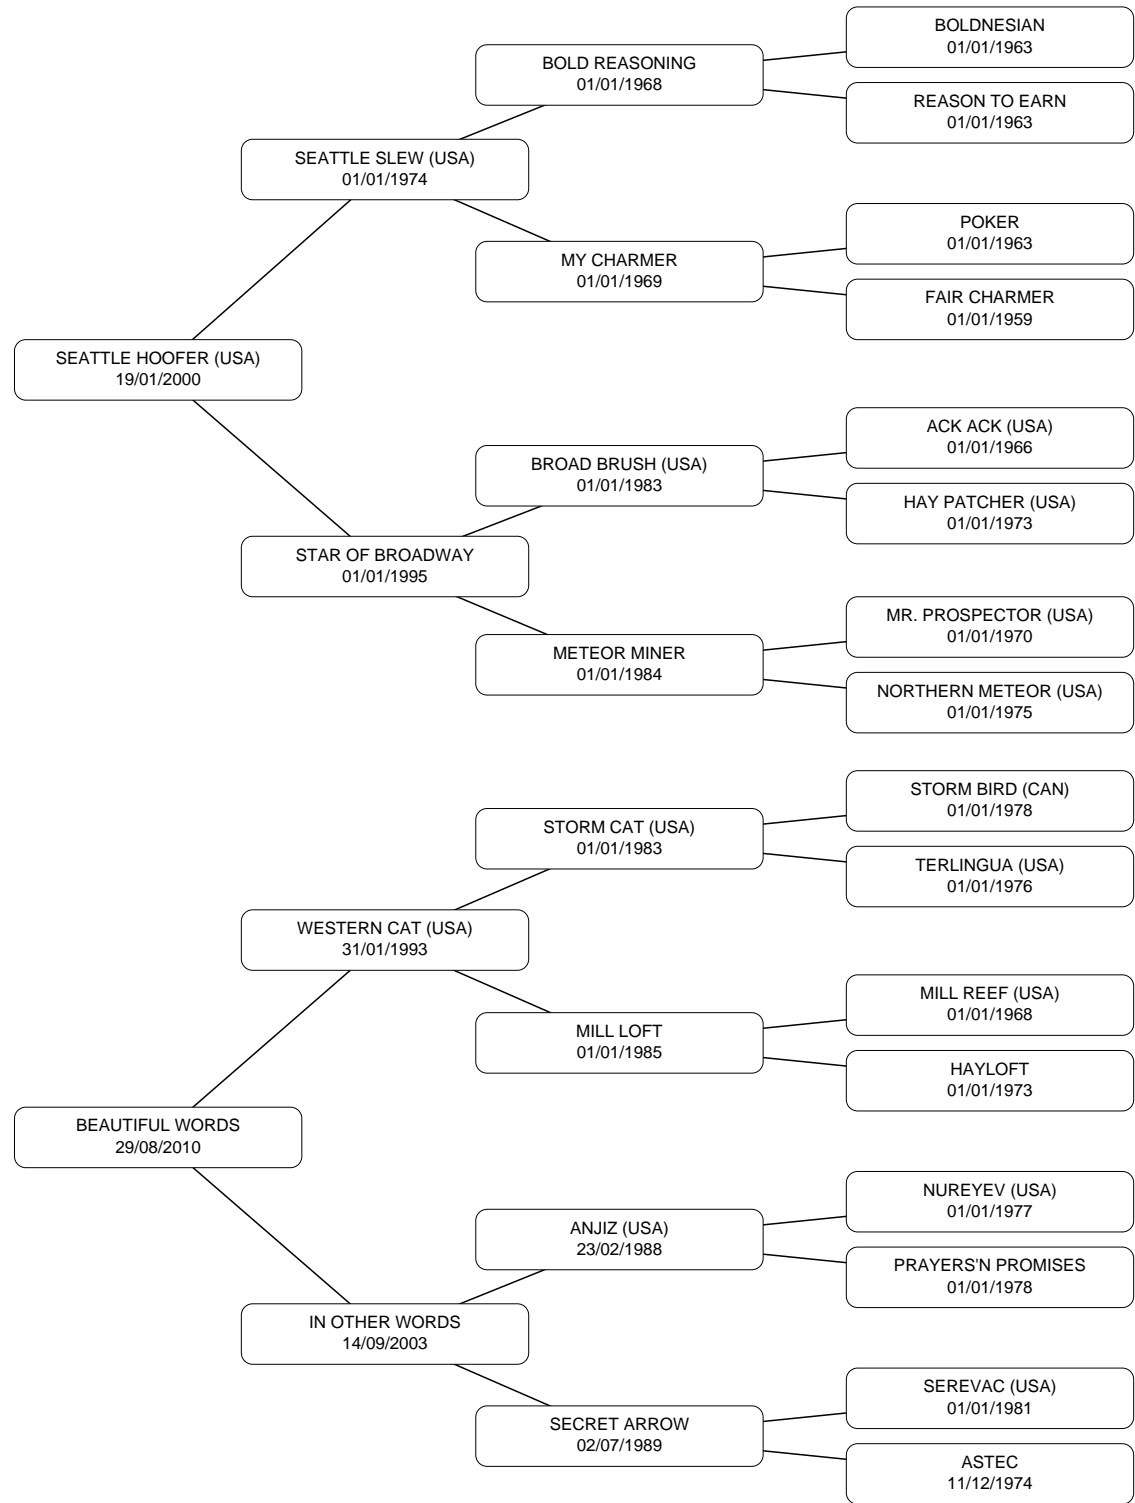 BOLDNESIAN
01/01/1963
BOLD REASONING
01/01/1968
REASON TO EARN
01/01/1963
SEATTLE SLEW (USA)
01/01/1974
POKER
01/01/1963
MY CHARMER
01/01/1969
FAIR CHARMER
01/01/1959
SEATTLE HOOFER (USA)
19/01/2000
ACK ACK (USA)
01/01/1966
BROAD BRUSH (USA)
01/01/1983
HAY PATCHER (USA)
01/01/1973
STAR OF BROADWAY
01/01/1995
MR. PROSPECTOR (USA)
01/01/1970
METEOR MINER
01/01/1984
NORTHERN METEOR (USA)
01/01/1975
STORM BIRD (CAN)
01/01/1978
STORM CAT (USA)
01/01/1983
TERLINGUA (USA)
01/01/1976
WESTERN CAT (USA)
31/01/1993
MILL REEF (USA)
01/01/1968
MILL LOFT
01/01/1985
HAYLOFT
01/01/1973
BEAUTIFUL WORDS
29/08/2010
NUREYEV (USA)
01/01/1977
ANJIZ (USA)
23/02/1988
PRAYERS'N PROMISES
01/01/1978
IN OTHER WORDS
14/09/2003
SEREVAC (USA)
01/01/1981
SECRET ARROW
02/07/1989
ASTEC
11/12/1974